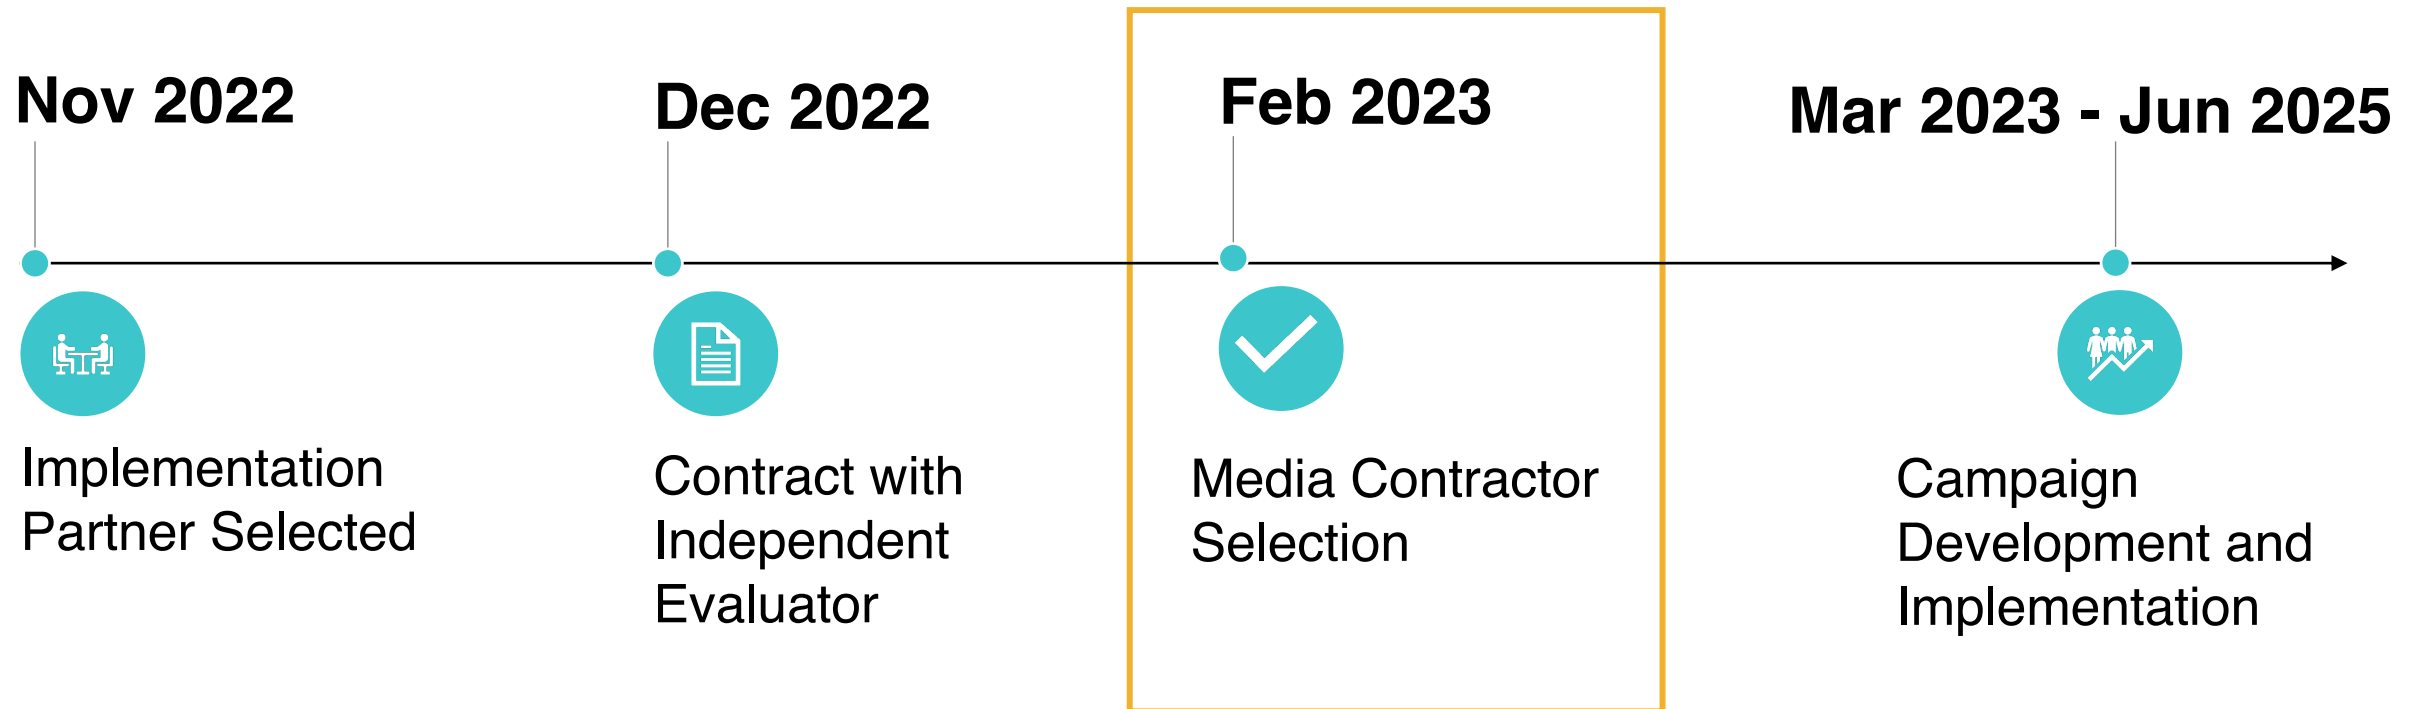 Nov 2022
Dec 2022
Feb 2023
Mar 2023 - Jun 2025
Implementation
Partner Selected
Contract with
Independent
Evaluator
Media Contractor
Selection
Campaign
Development and
Implementation